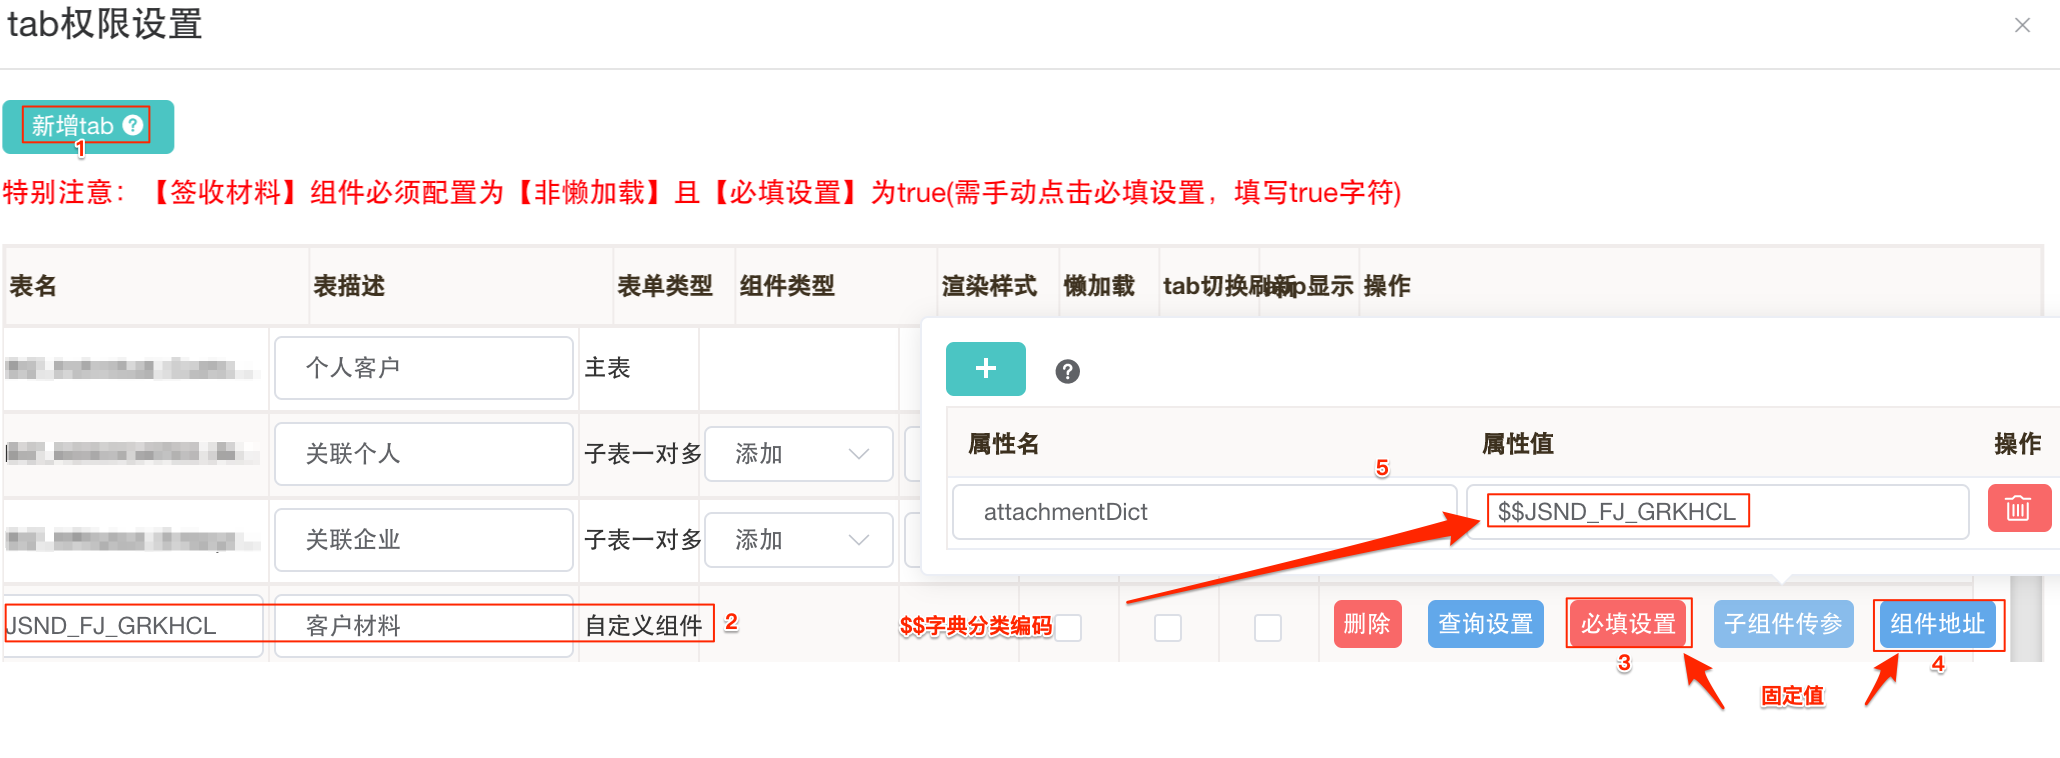 tab权限设置
新增tab ?
1
特别注意：【签收材料】组件必须配置为【非懒加载】且【必填设置】为true(需手动点击必填设置，填写true字符)
表名 表描述 表单类型 组件类型 渲染样式 懒加载 tab切换刷新 app显示 操作
个人客户 主表
+ ?
关联个人 子表一对多 添加
属性名 属性值 操作
5
attachmentDict $$JSND_FJ_GRKHCL
关联企业 子表一对多 添加
JSND_FJ_GRKHCL 客户材料 自定义组件 2 $$字典分类编码 删除 查询设置 必填设置 子组件传参 组件地址
3 4
固定值